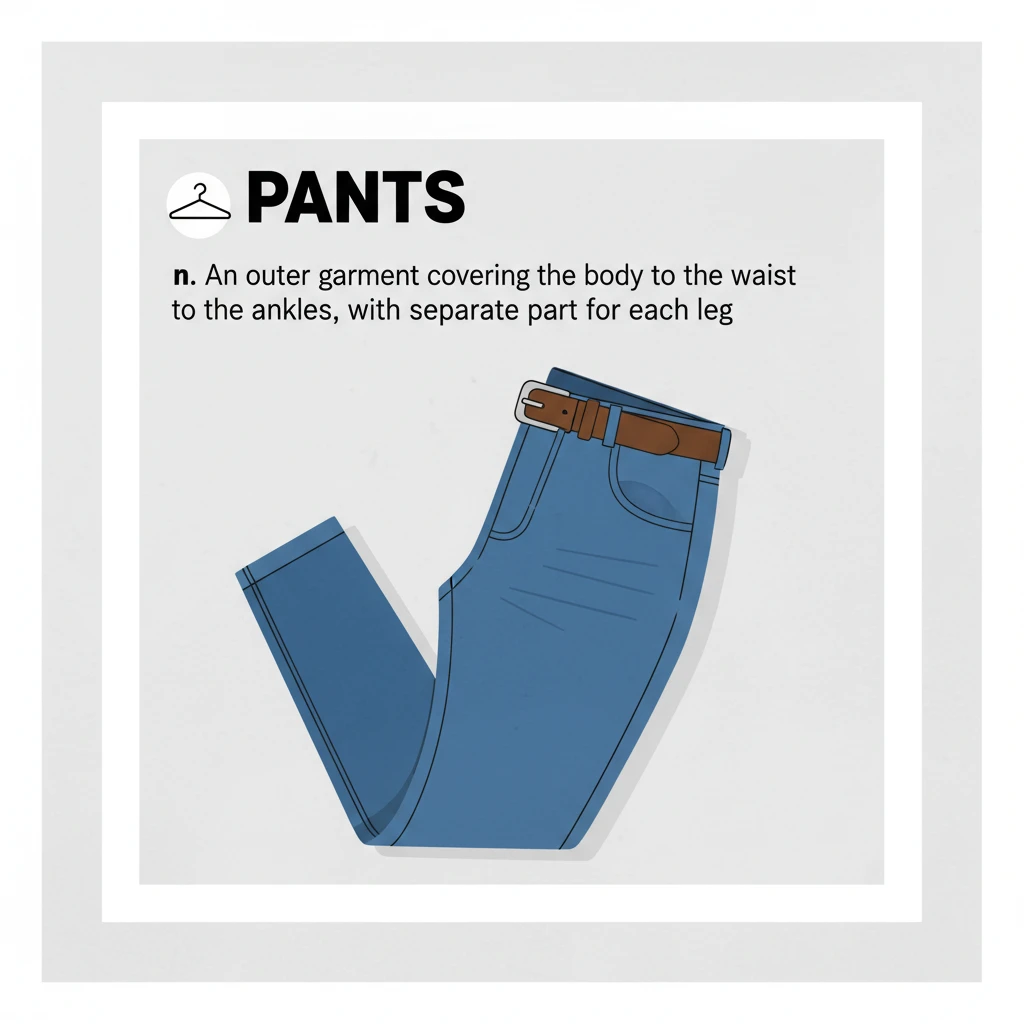 PANTS
n. An outer garment covering the body to the waist
to the ankles, with separate part for each leg